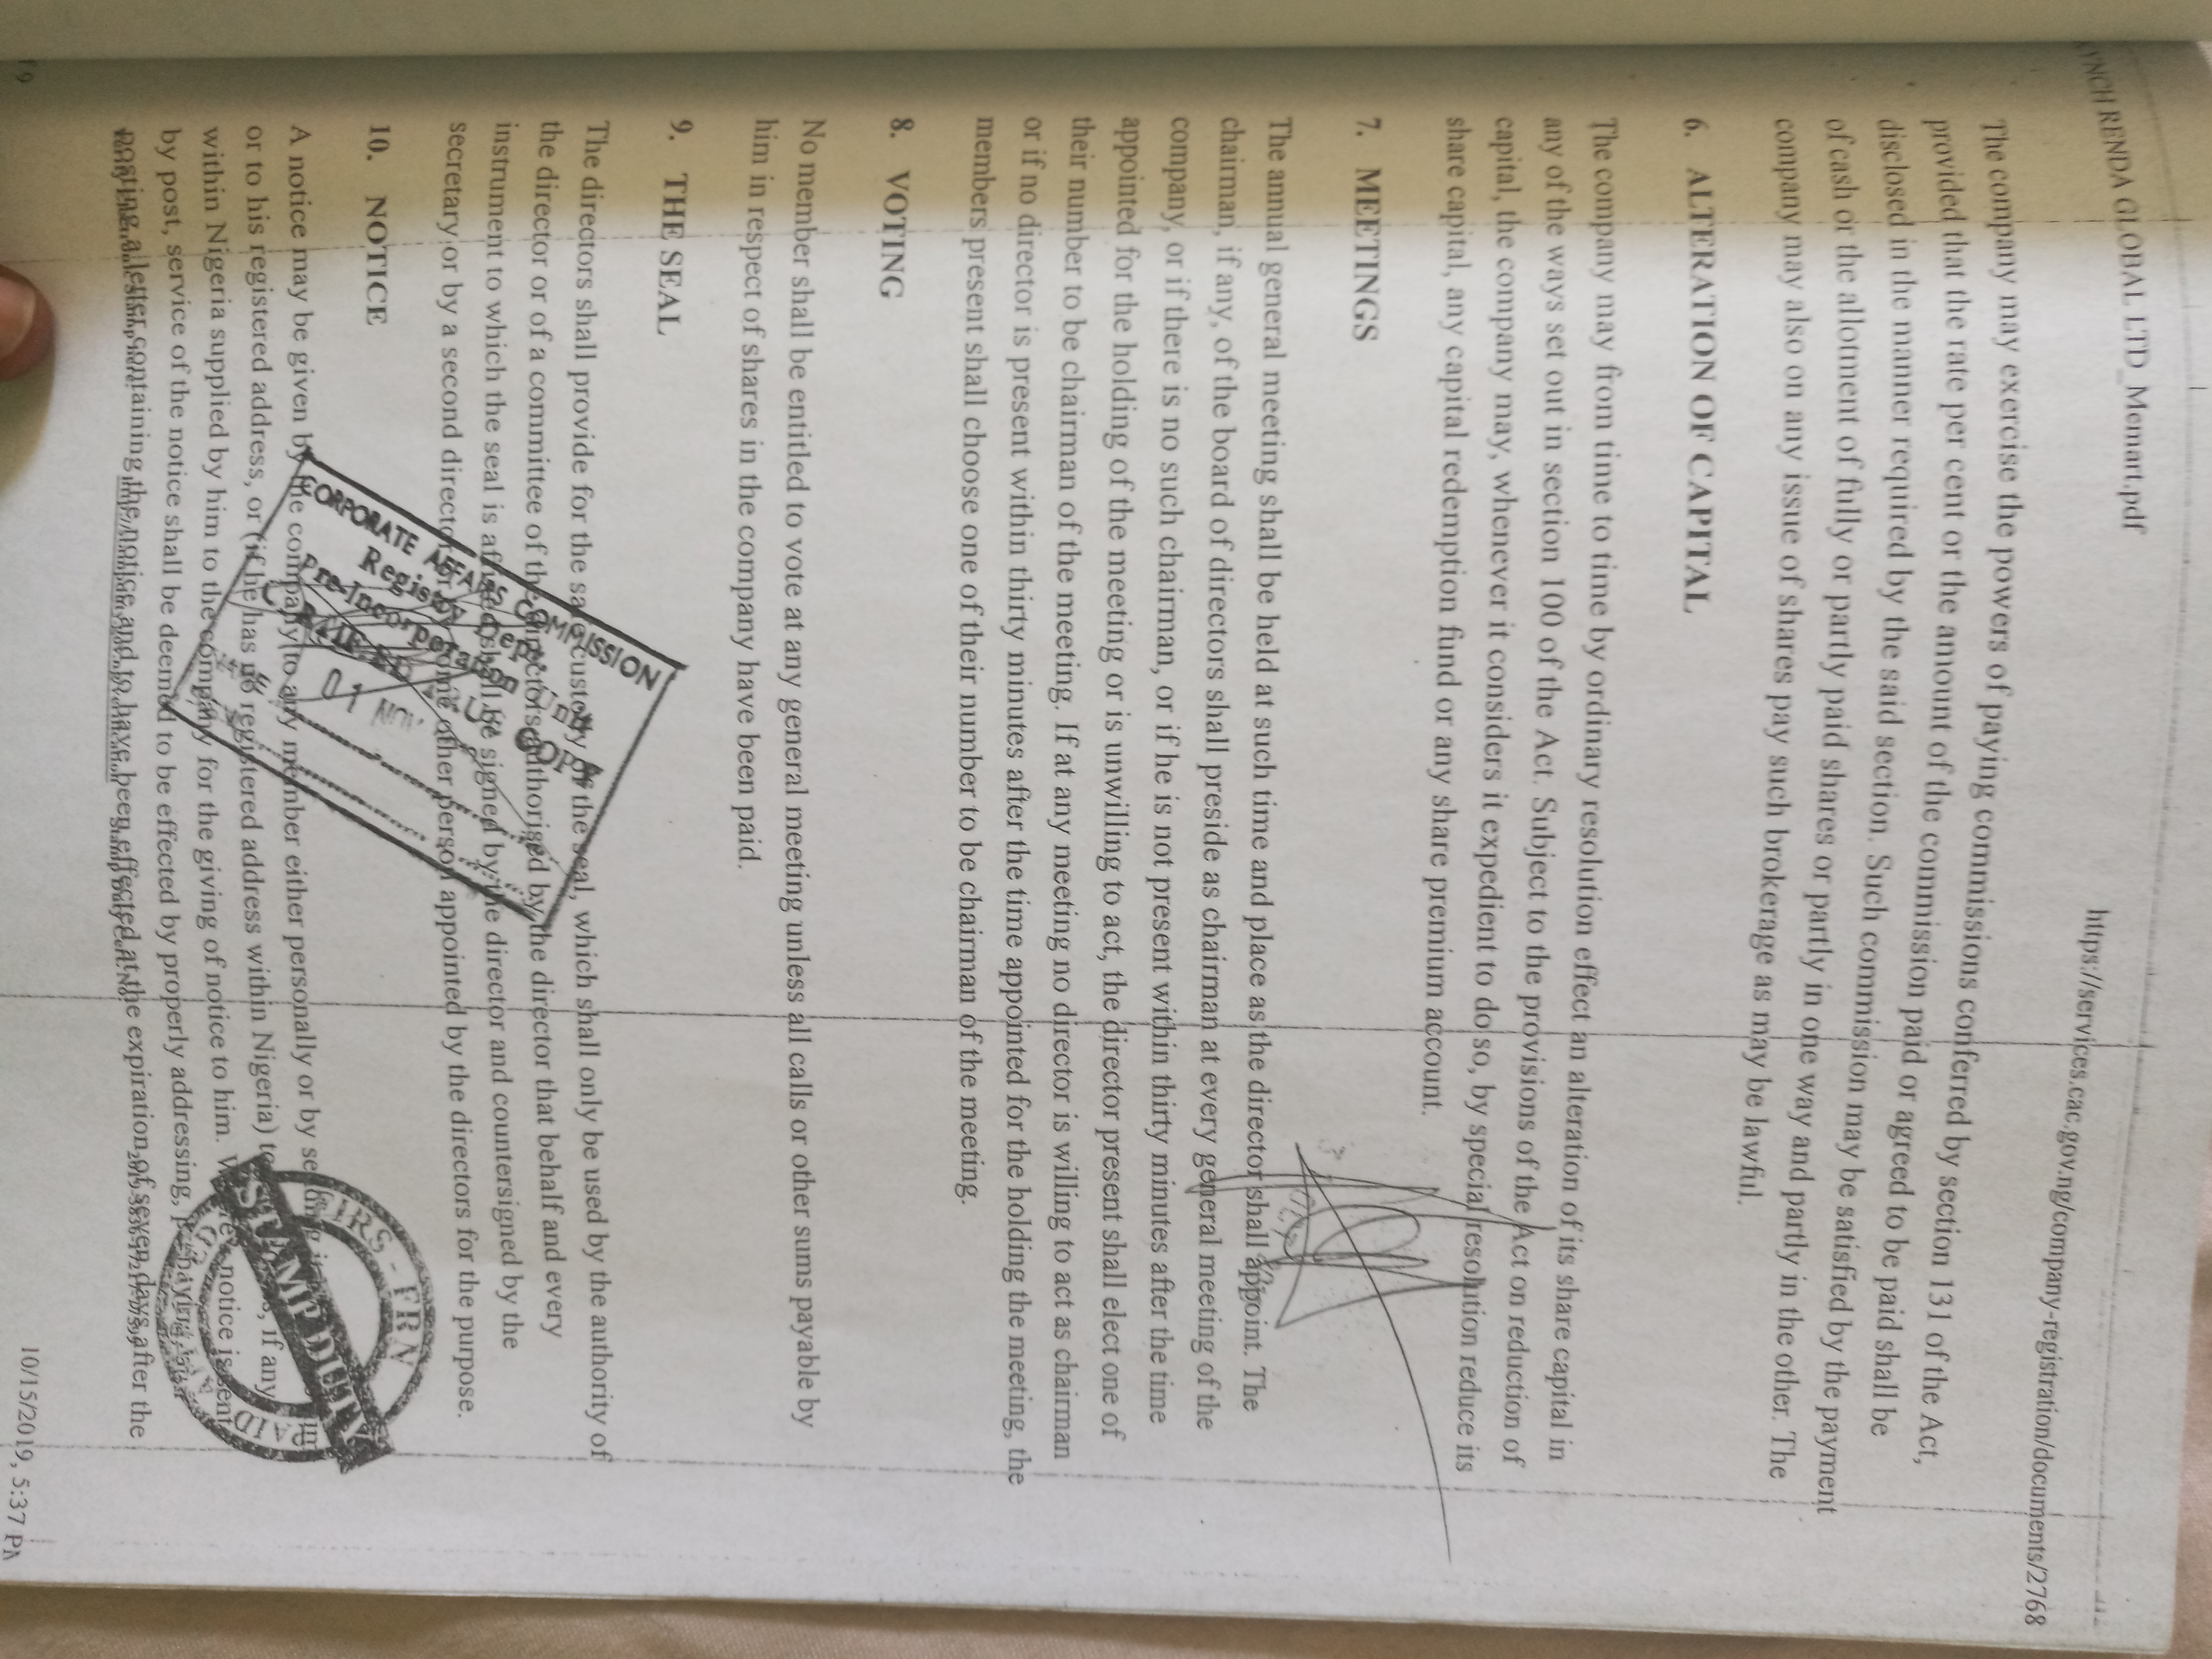 YNCH RENDA GLOBAL LTD_Memart.pdf
https://services.cac.gov.ng/company-registration/documents/2768
The company may exercise the powers of paying commissions conferred by section 131 of the Act,
provided that the rate per cent or the amount of the commission paid or agreed to be paid shall be
disclosed in the manner required by the said section. Such commission may be satisfied by the payment
of cash or the allotment of fully or partly paid shares or partly in one way and partly in the other. The
company may also on any issue of shares pay such brokerage as may be lawful.
6. ALTERATION OF CAPITAL
The company may from time to time by ordinary resolution effect an alteration of its share capital in
any of the ways set out in section 100 of the Act. Subject to the provisions of the Act on reduction of
capital, the company may, whenever it considers it expedient to do so, by special resolution reduce its
share capital, any capital redemption fund or any share premium account.
7. MEETINGS
The annual general meeting shall be held at such time and place as the director shall appoint. The
chairman, if any, of the board of directors shall preside as chairman at every general meeting of the
company, or if there is no such chairman, or if he is not present within thirty minutes after the time
appointed for the holding of the meeting or is unwilling to act, the director present shall elect one of
their number to be chairman of the meeting. If at any meeting no director is willing to act as chairman
or if no director is present within thirty minutes after the time appointed for the holding the meeting, the
members present shall choose one of their number to be chairman of the meeting.
8. VOTING
No member shall be entitled to vote at any general meeting unless all calls or other sums payable by
him in respect of shares in the company have been paid.
9. THE SEAL
The directors shall provide for the safe custody of the seal, which shall only be used by the authority of
the director or of a committee of the directors authorised by the director that behalf and every
instrument to which the seal is affixed shall be signed by the director and countersigned by the
secretary or by a second director or by some other person appointed by the directors for the purpose.
CORPORATE AFFAIRS COMMISSION
Registry Dept.
Pre-Incorporation Unit
CERTIFIED TRUE COPY
01 NOV
10. NOTICE
FIRS - FRN
STAMP DUTY
PAID
A notice may be given by the company to any member either personally or by sending it
or to his registered address, or (if he has no registered address within Nigeria) to if any
within Nigeria supplied by him to the company for the giving of notice to him. Where notice is sent
by post, service of the notice shall be deemed to be effected by properly addressing, prepaying,
posting a letter containing the notice and to have been effected at the expiration of seven days after the
Verify Electronic Stamp here: Stamp Duty Cert. No:
9
10/15/2019, 5:37 PM